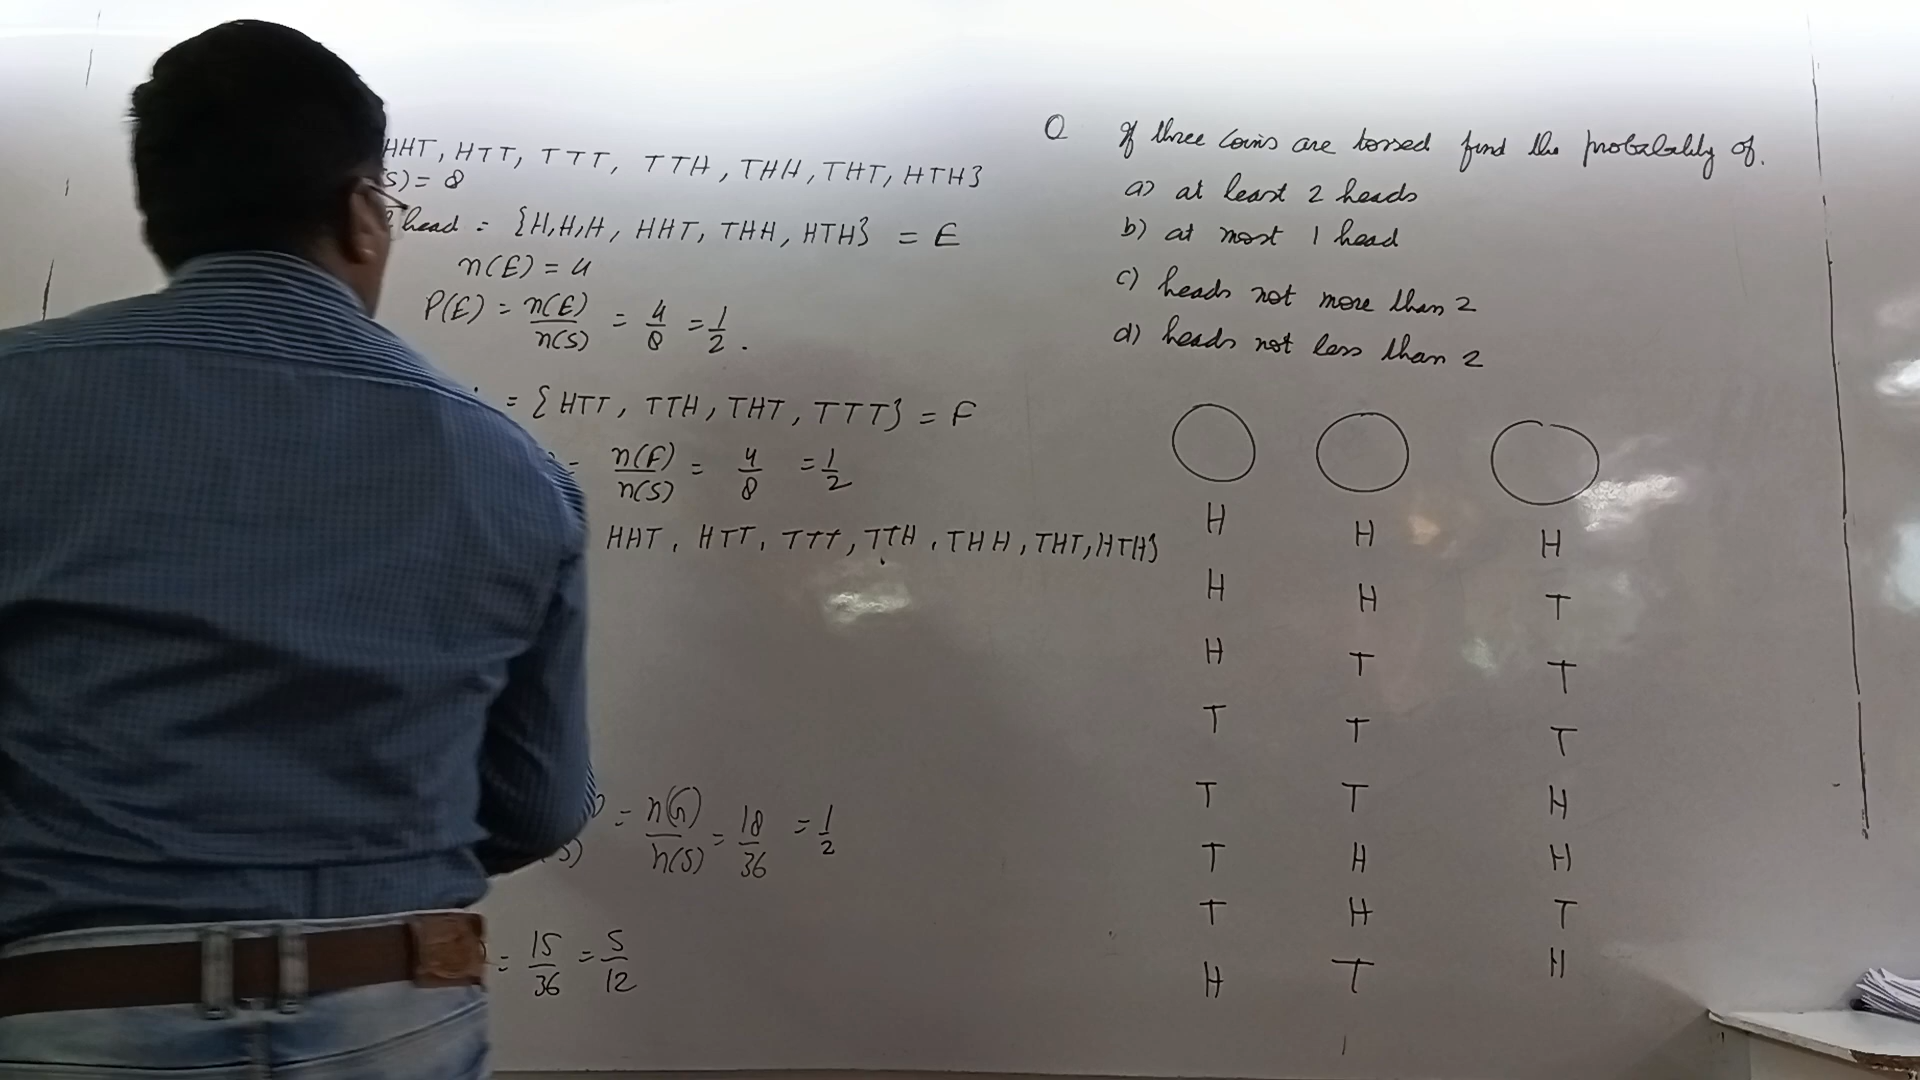 HHT, HTT, TTT, TTH, THH, THT, HTH}
S) = 8
head = {H,H,H, HHT, THH, HTH} = E
n(E) = 4
P(E) = n(E)/n(S) = 4/8 = 1/2.
= {HTT, TTH, THT, TTT} = F
= n(F)/n(S) = 4/8 = 1/2
HHT, HTT, TTT, TTH, THH, THT, HTH}
= n(G)/n(S) = 18/36 = 1/2
= 15/36 = 5/12
Q If three coins are tossed find the probability of.
a) at least 2 heads
b) at most 1 head
c) heads not more than 2
d) heads not less than 2
H H H
H H T
H T T
T T T
T T H
T H H
T H T
H T H